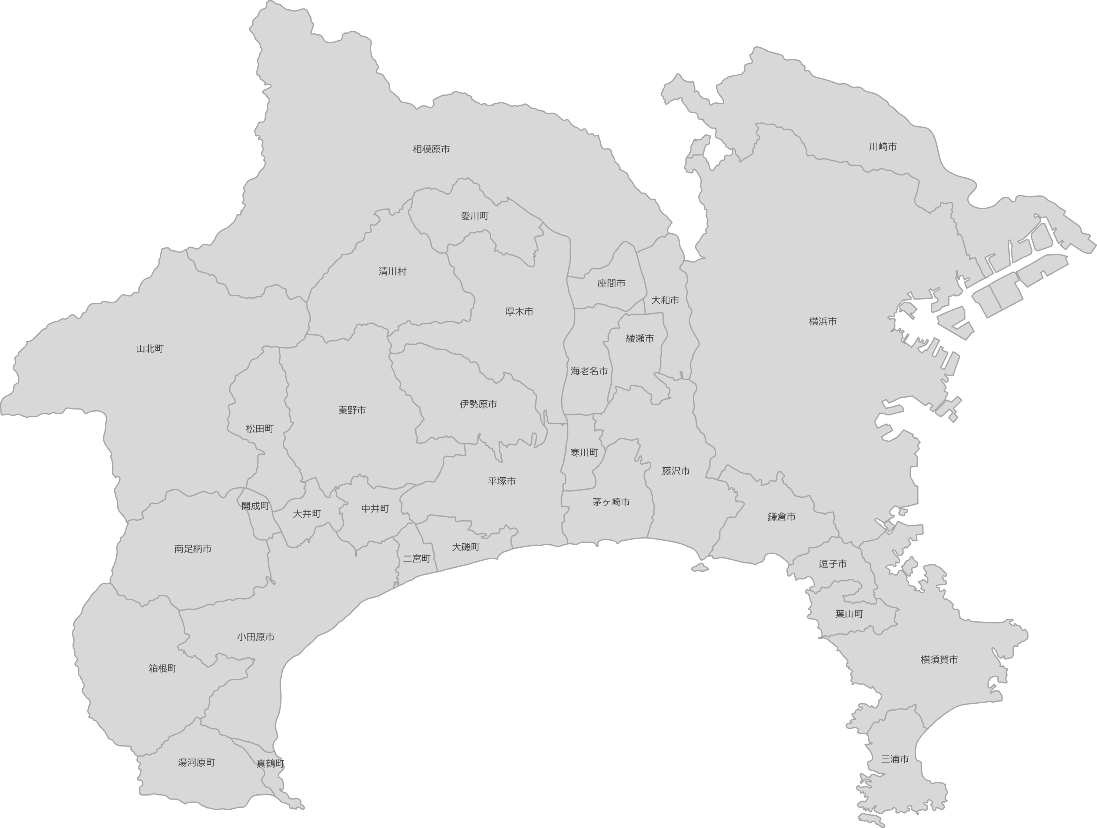 川崎市
相模原市
愛川町
清川村
座間市
大和市
厚木市
横浜市
綾瀬市
山北町
海老名市
伊勢原市
秦野市
松田町
寒川町
藤沢市
平塚市
茅ヶ崎市
開成町
中井町
大井町
鎌倉市
大磯町
南足柄市
二宮町
逗子市
葉山町
小田原市
横須賀市
箱根町
三浦市
湯河原町
真鶴町